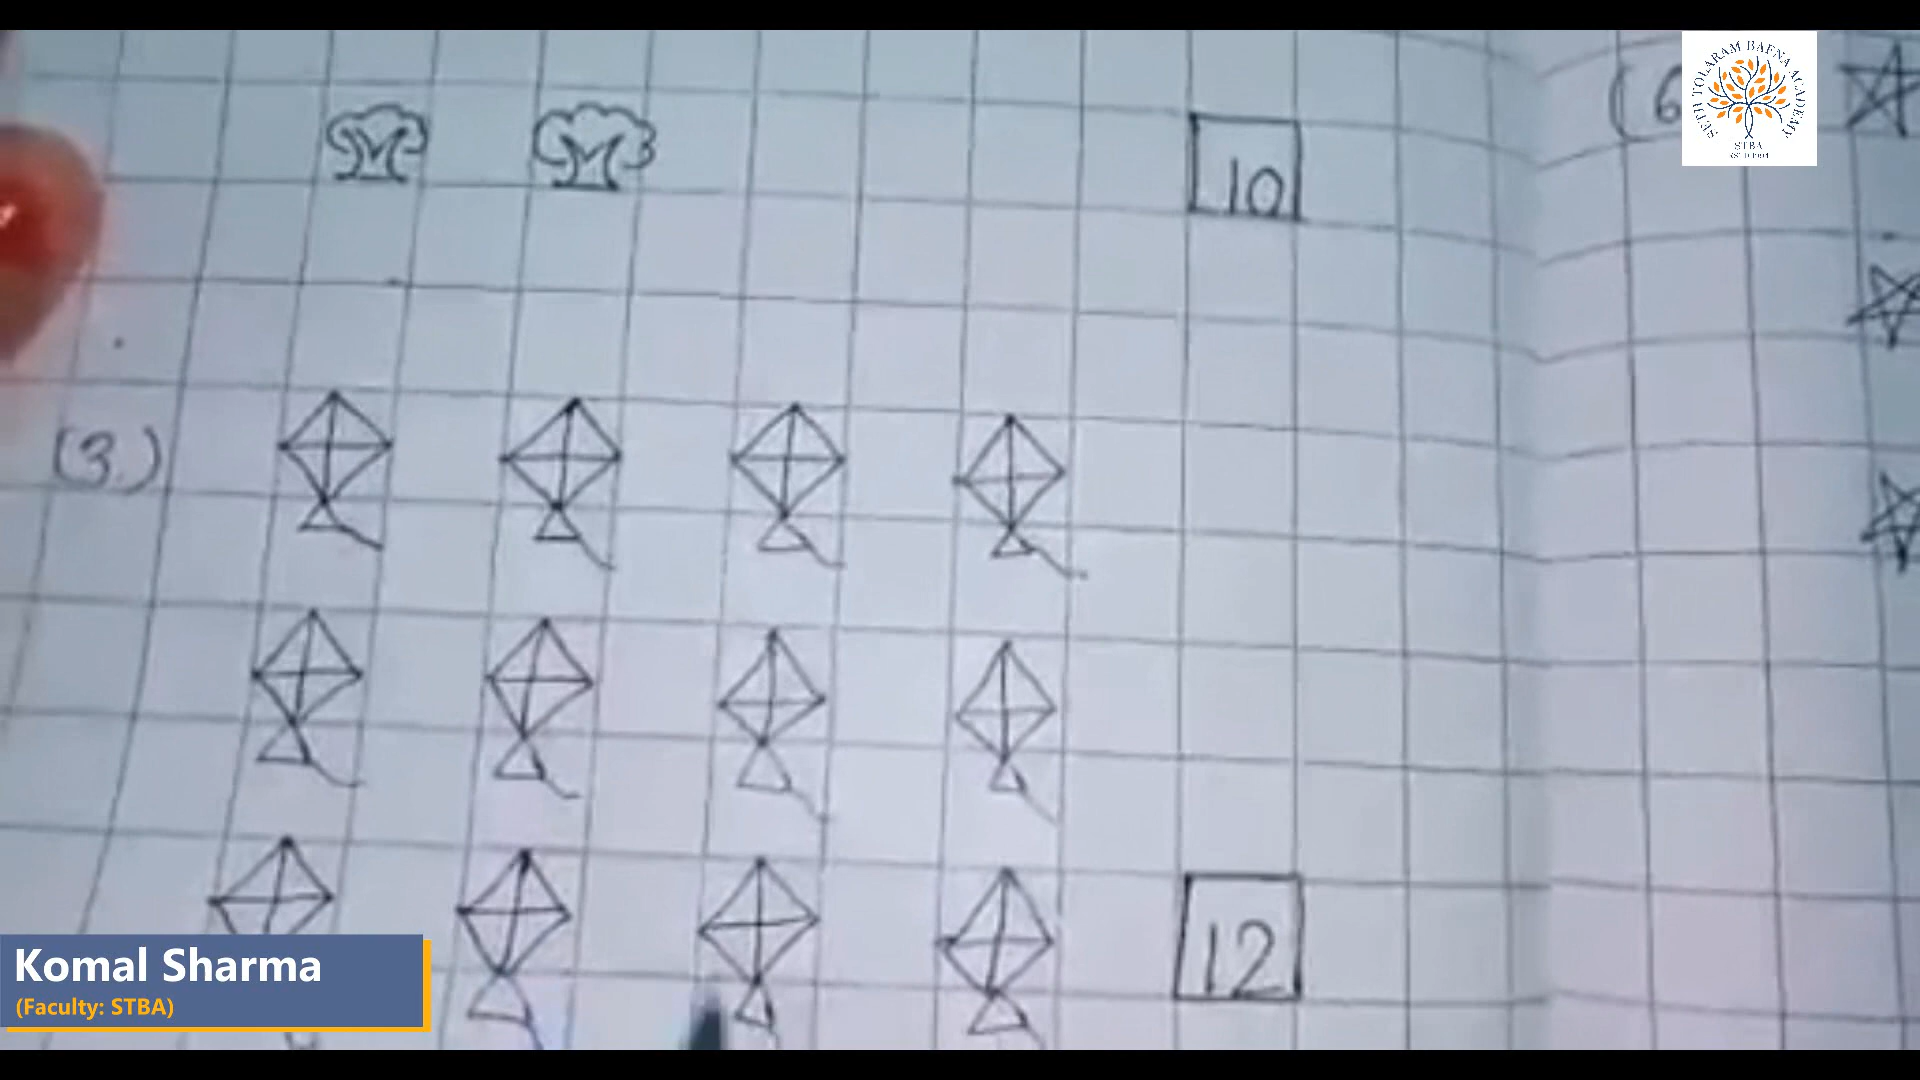 10
(6
SETH TOLARAM BAFNA ACADEMY
STBA
(3.)
12
Komal Sharma
(Faculty: STBA)